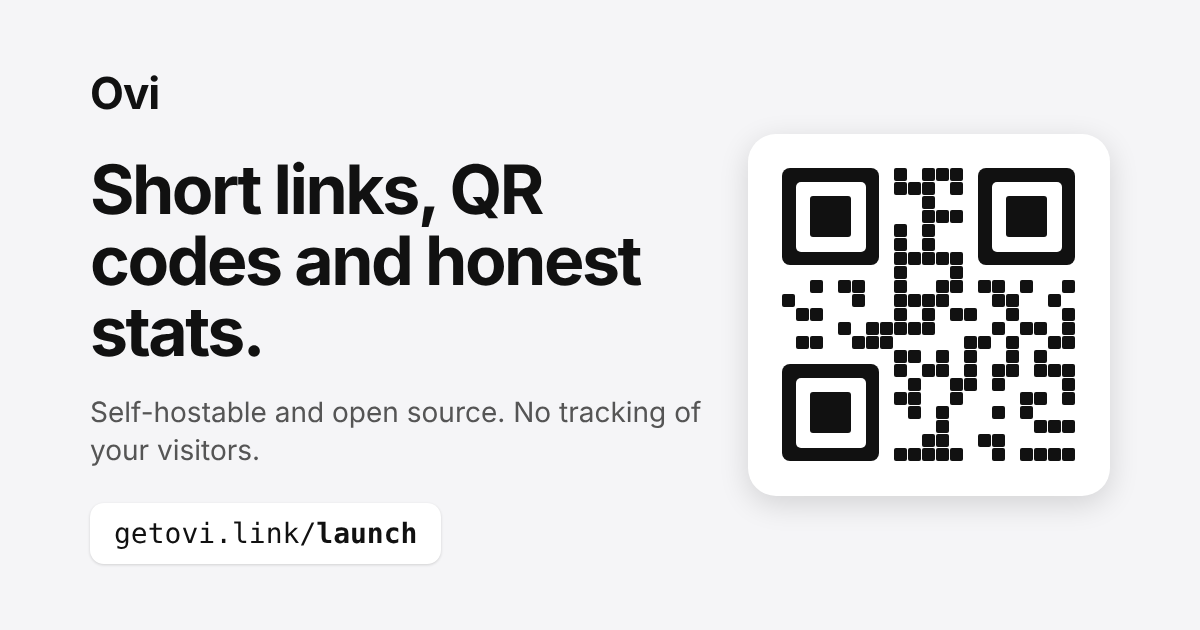 Ovi
Short links, QR
codes and honest
stats.
Self-hostable and open source. No tracking of
your visitors.
getovi.link/launch